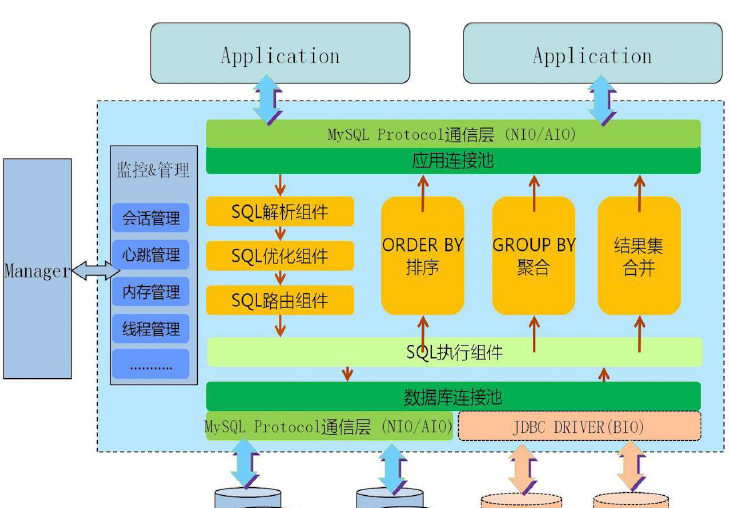 Application
Application
MySQL Protocol通信层 (NIO/AIO)
应用连接池
监控&管理
会话管理
心跳管理
内存管理
线程管理
...........
Manager
SQL解析组件
SQL优化组件
SQL路由组件
ORDER BY
排序
GROUP BY
聚合
结果集
合并
SQL执行组件
数据库连接池
MySQL Protocol通信层 (NIO/AIO)
JDBC DRIVER(BIO)